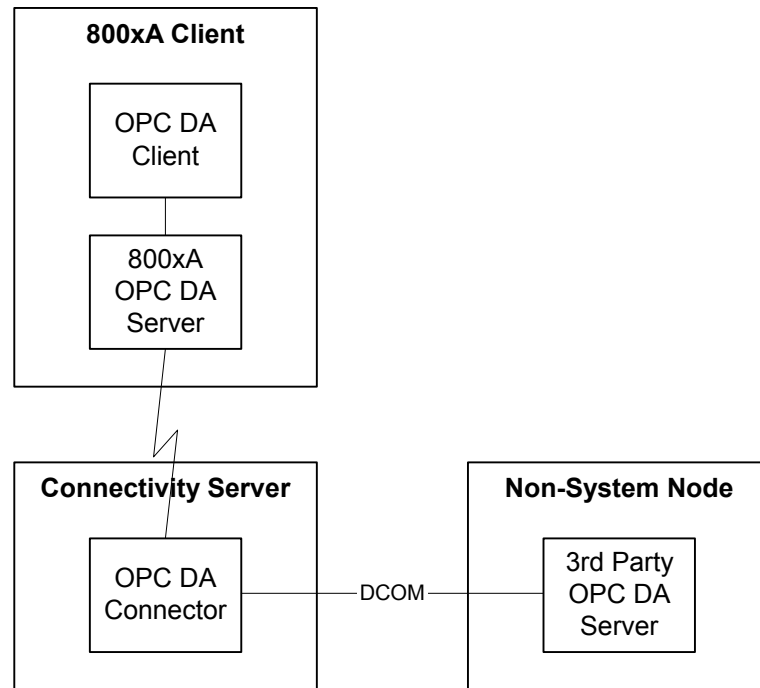 800xA Client
OPC DA
Client
800xA
OPC DA
Server
Connectivity Server
OPC DA
Connector
DCOM
Non-System Node
3rd Party
OPC DA
Server